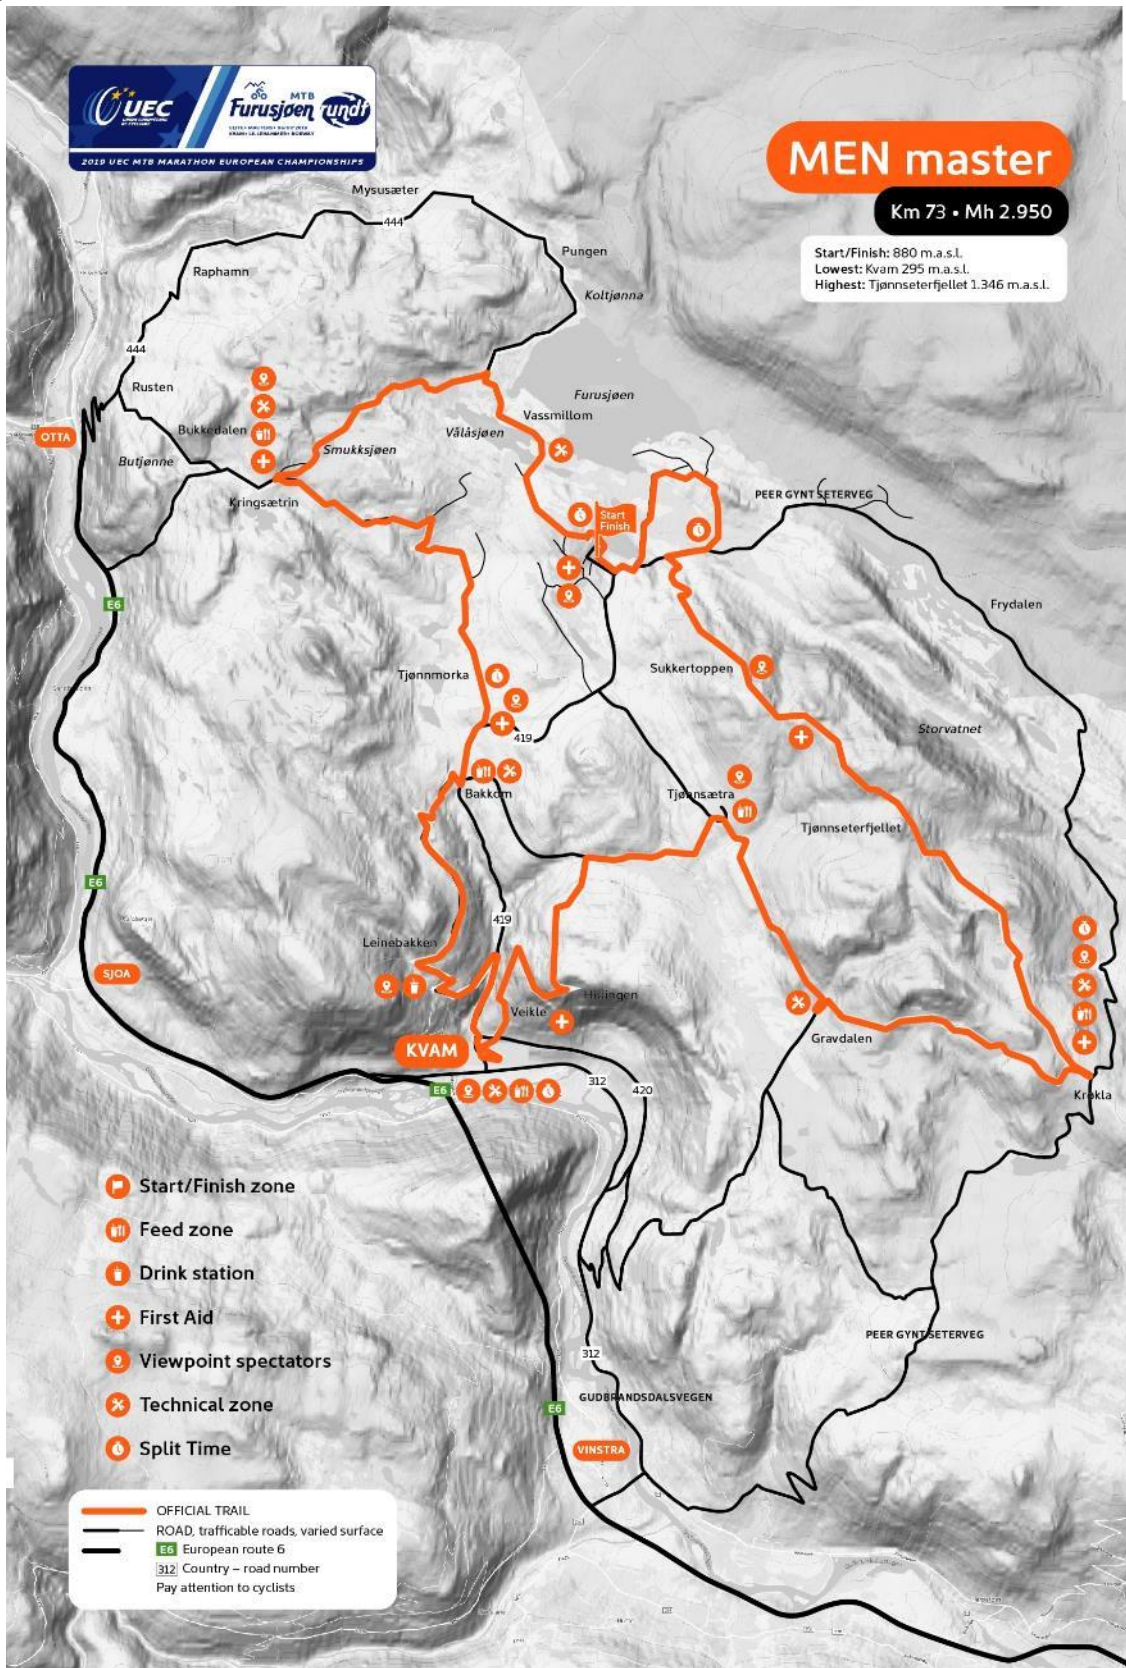 UEC
MTB
Furusjøen rundt
2019 UEC MTB MARATHON EUROPEAN CHAMPIONSHIPS
MEN master
Km 73 • Mh 2.950
Start/Finish: 880 m.a.s.l.
Lowest: Kvam 295 m.a.s.l.
Highest: Tjønnseterfjellet 1.346 m.a.s.l.
Mysusæter
444
Pungen
Raphamn
Koltjønna
444
Rusten
Furusjøen
Vassmillom
Bukkedalen
Vålåsjøen
OTTA
Smukksjøen
Butjønne
PEER GYNT SETERVEG
Kringsætrin
Start
Finish
E6
Frydalen
Sukkertoppen
Tjønnmorka
Storvatnet
419
Bakkom
Tjønnsætra
Tjønnseterfjellet
E6
419
Leinebakken
SJOA
Hillingen
Veikle
Gravdalen
KVAM
312
E6
420
Krokla
Start/Finish zone
Feed zone
Drink station
First Aid
PEER GYNT SETERVEG
312
Viewpoint spectators
GUDBRANDSDALSVEGEN
Technical zone
E6
Split Time
VINSTRA
OFFICIAL TRAIL
ROAD, trafficable roads, varied surface
E6 European route 6
312 Country – road number
Pay attention to cyclists